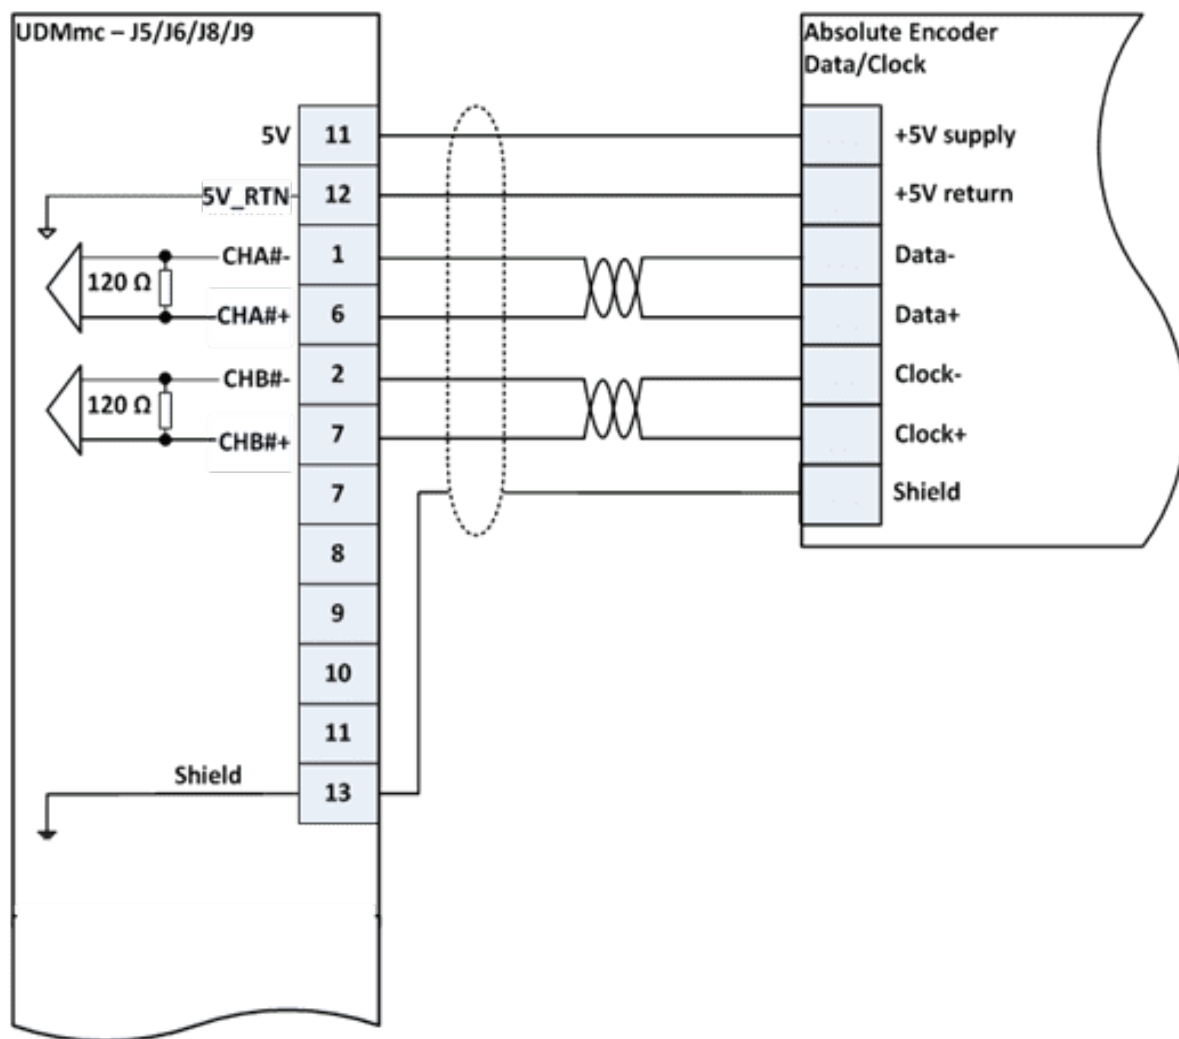 UDMmc – J5/J6/J8/J9
Absolute Encoder
Data/Clock
5V 11 +5V supply
5V_RTN 12 +5V return
CHA#- 1 Data-
120 Ω
CHA#+ 6 Data+
CHB#- 2 Clock-
120 Ω
CHB#+ 7 Clock+
7 Shield
8
9
10
11
Shield 13